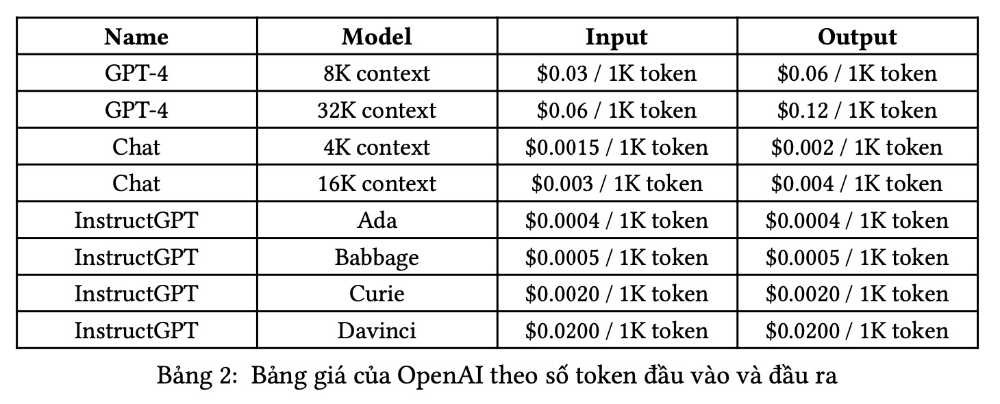 Name Model Input Output
GPT-4 8K context $0.03 / 1K token $0.06 / 1K token
GPT-4 32K context $0.06 / 1K token $0.12 / 1K token
Chat 4K context $0.0015 / 1K token $0.002 / 1K token
Chat 16K context $0.003 / 1K token $0.004 / 1K token
InstructGPT Ada $0.0004 / 1K token $0.0004 / 1K token
InstructGPT Babbage $0.0005 / 1K token $0.0005 / 1K token
InstructGPT Curie $0.0020 / 1K token $0.0020 / 1K token
InstructGPT Davinci $0.0200 / 1K token $0.0200 / 1K token
Bảng 2: Bảng giá của OpenAI theo số token đầu vào và đầu ra